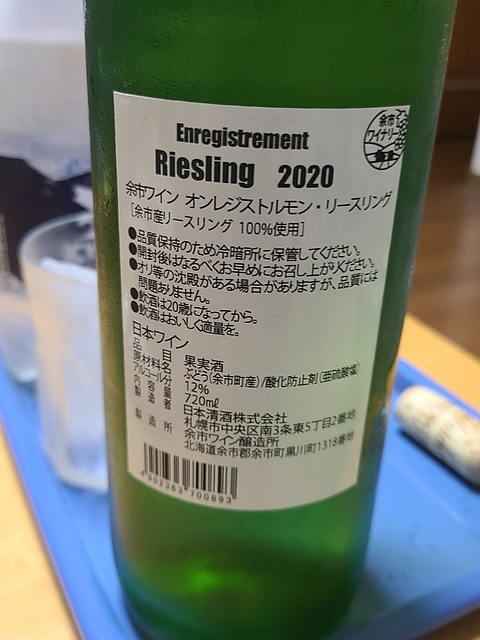 余市
ワイナリー
Enregistrement
Riesling 2020
余市ワイン オンレジストルモン・リースリング
[余市産リースリング 100%使用]
●品質保持のため冷暗所に保管してください。
●開封後はなるべくお早めにお召し上がりください。
●オリ等の沈殿がある場合がありますが、品質には
問題ありません。
●飲酒は20歳になってから。
●飲酒はおいしく適量を。
日本ワイン
品目 果実酒
原材料名 ぶどう(余市町産)/酸化防止剤(亜硫酸塩)
アルコール分 12%
内容量 720mℓ
製造者 日本清酒株式会社
札幌市中央区南3条東5丁目2番地
製造所 余市ワイン醸造所
北海道余市郡余市町黒川町1318番地
4902963700893